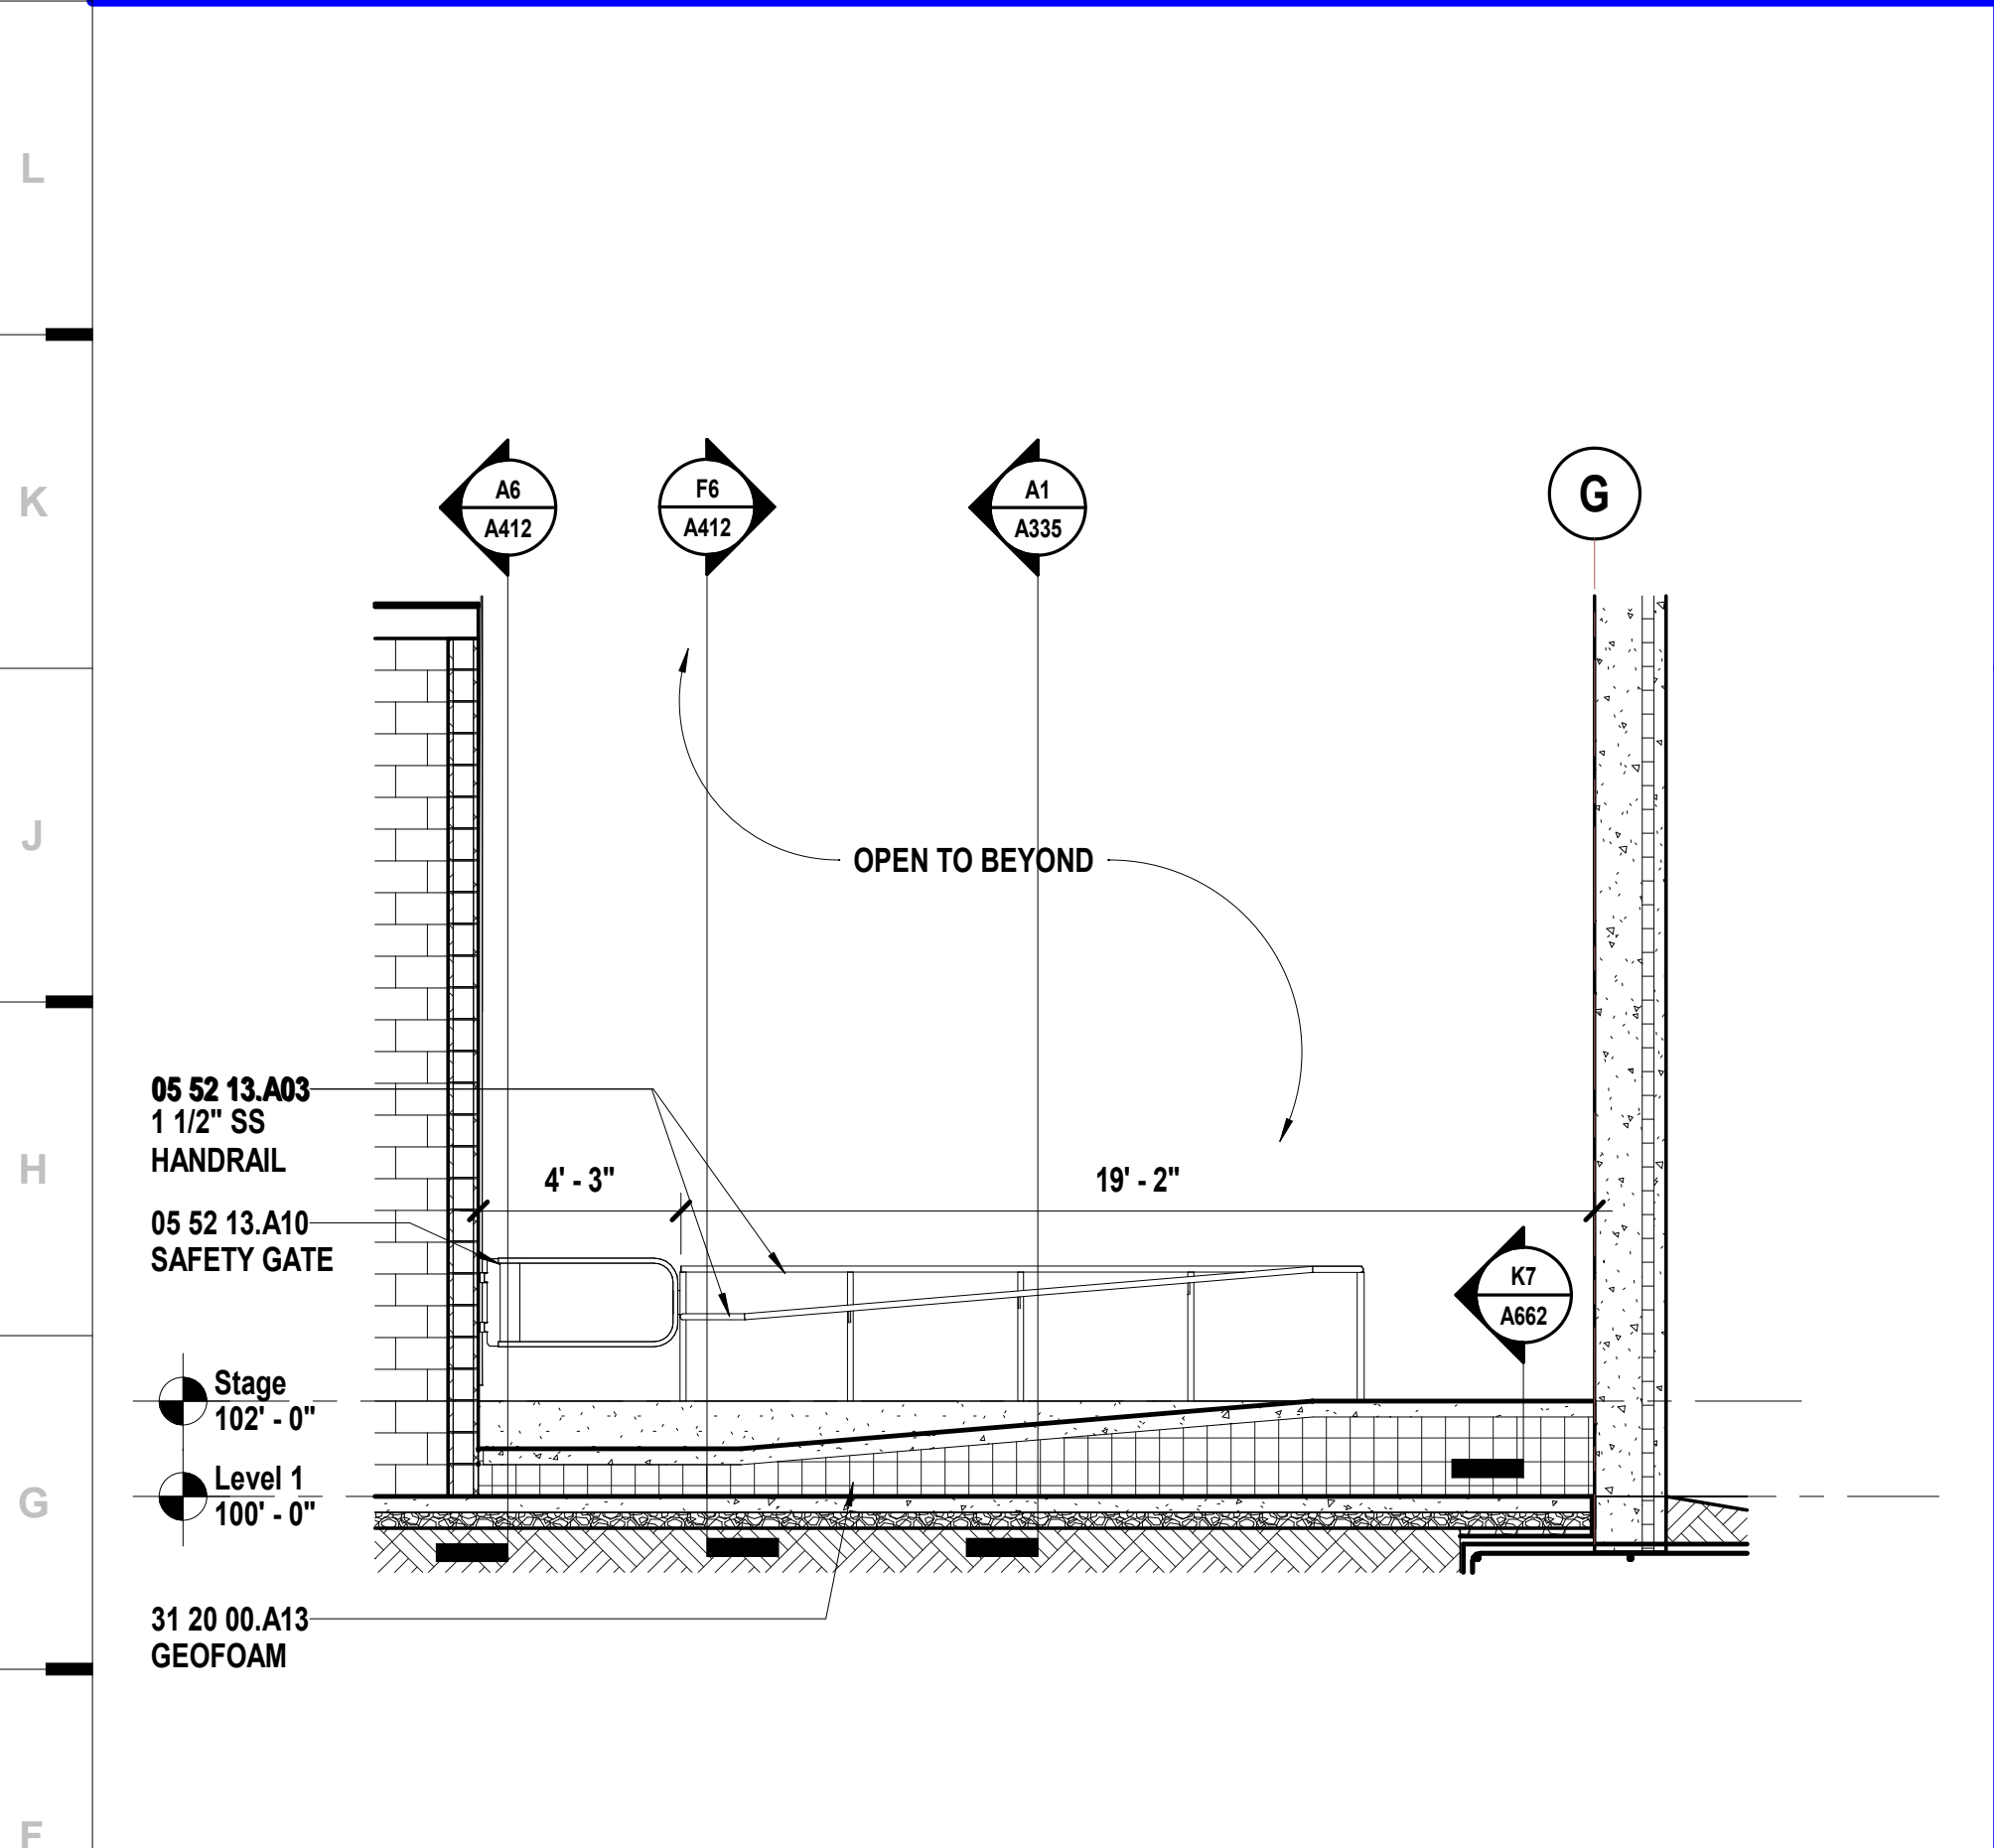 L
K
A6
A412
F6
A412
A1
A335
G
J
OPEN TO BEYOND
H
05 52 13.A03
1 1/2" SS
HANDRAIL
4' - 3"
19' - 2"
05 52 13.A10
SAFETY GATE
K7
A662
Stage
102' - 0"
G
Level 1
100' - 0"
31 20 00.A13
GEOFOAM
F